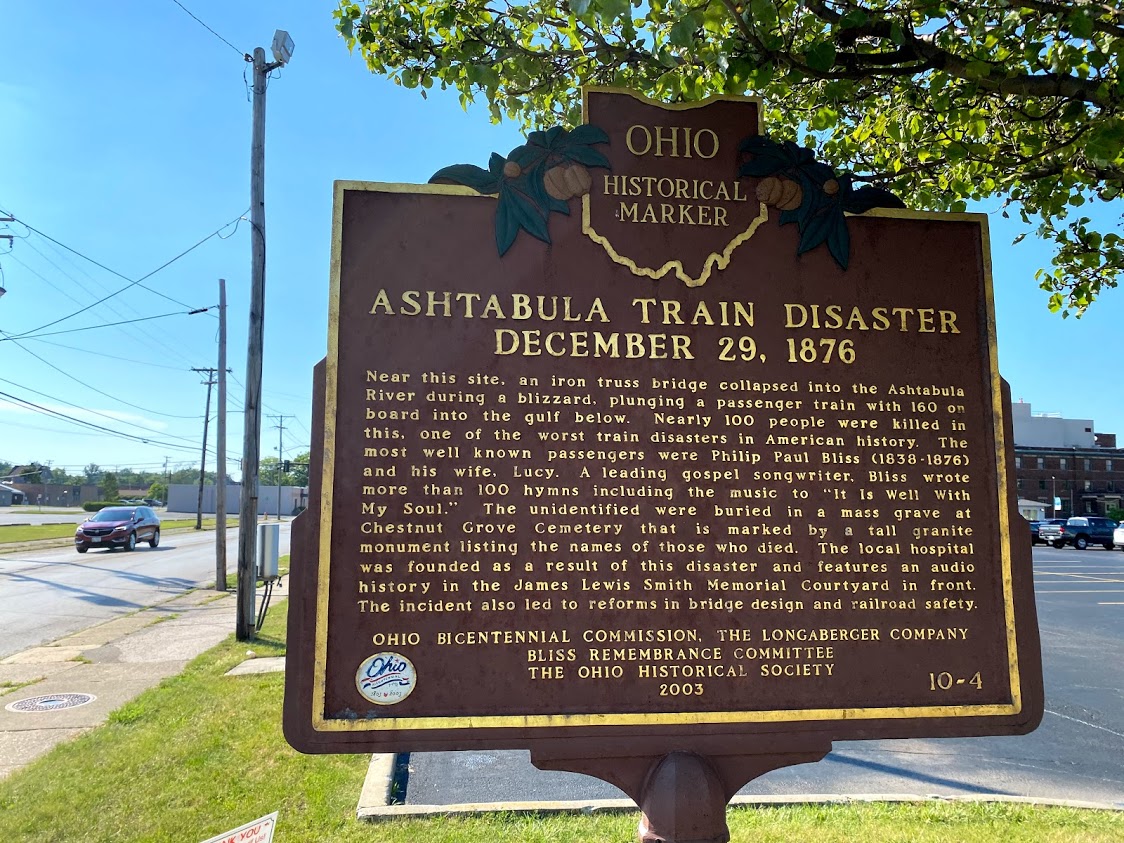 OHIO
HISTORICAL
MARKER
ASHTABULA TRAIN DISASTER
DECEMBER 29, 1876
Near this site, an iron truss bridge collapsed into the Ashtabula
River during a blizzard, plunging a passenger train with 160 on
board into the gulf below. Nearly 100 people were killed in
this, one of the worst train disasters in American history. The
most well known passengers were Philip Paul Bliss (1838-1876)
and his wife, Lucy. A leading gospel songwriter, Bliss wrote
more than 100 hymns including the music to "It Is Well With
My Soul." The unidentified were buried in a mass grave at
Chestnut Grove Cemetery that is marked by a tall granite
monument listing the names of those who died. The local hospital
was founded as a result of this disaster and features an audio
history in the James Lewis Smith Memorial Courtyard in front.
The incident also led to reforms in bridge design and railroad safety.
OHIO BICENTENNIAL COMMISSION, THE LONGABERGER COMPANY
BLISS REMEMBRANCE COMMITTEE
THE OHIO HISTORICAL SOCIETY
2003
10-4
Ohio
YOU